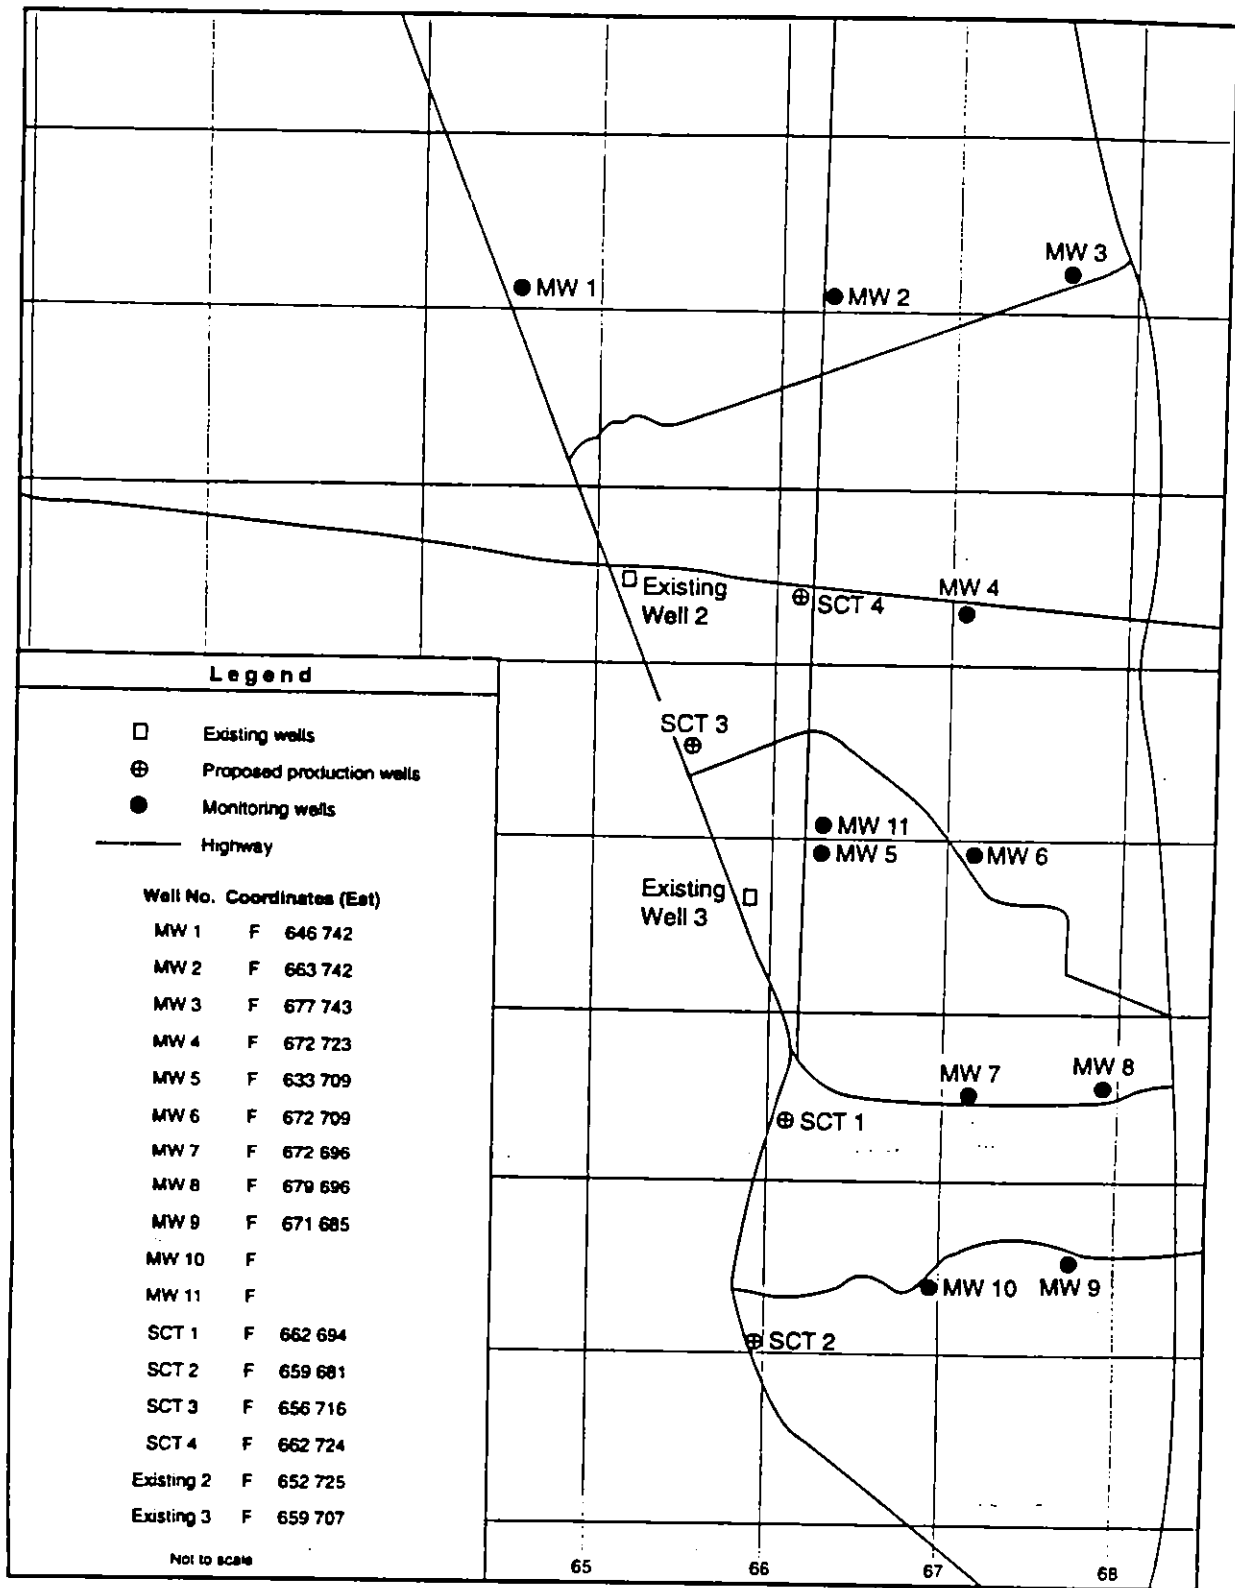 MW 3
MW 1
MW 2
Existing
Well 2
SCT 4
MW 4
SCT 3
MW 11
MW 5
MW 6
Existing
Well 3
MW 7
MW 8
SCT 1
MW 10
MW 9
SCT 2
65
66
67
68
Legend
Existing wells
Proposed production wells
Monitoring wells
Highway
Well No. Coordinates (Est)
MW 1 F 646 742
MW 2 F 663 742
MW 3 F 677 743
MW 4 F 672 723
MW 5 F 633 709
MW 6 F 672 709
MW 7 F 672 696
MW 8 F 679 696
MW 9 F 671 685
MW 10 F
MW 11 F
SCT 1 F 662 694
SCT 2 F 659 681
SCT 3 F 656 716
SCT 4 F 662 724
Existing 2 F 652 725
Existing 3 F 659 707
Not to scale